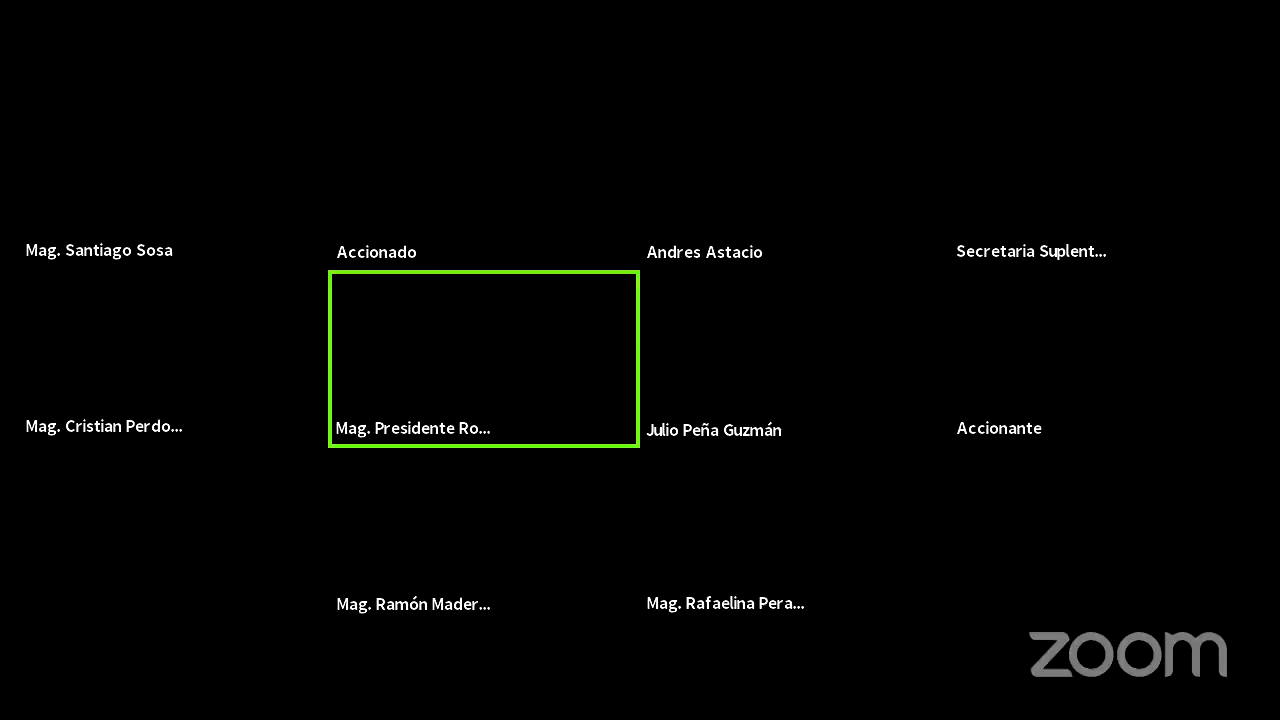 Mag. Santiago Sosa
Accionado
Andres Astacio
Secretaria Suplent...
Mag. Cristian Perdo...
Mag. Presidente Ro...
Julio Peña Guzmán
Accionante
Mag. Ramón Mader...
Mag. Rafaelina Pera...
zoom